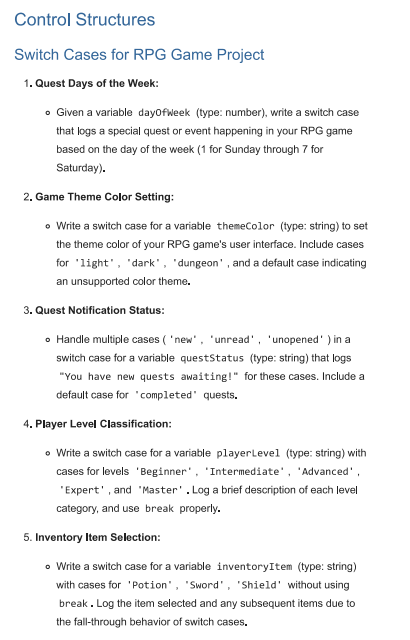 Control Structures
Switch Cases for RPG Game Project
1. Quest Days of the Week:
Given a variable dayOfWeek (type: number), write a switch case
that logs a special quest or event happening in your RPG game
based on the day of the week (1 for Sunday through 7 for
Saturday).
2. Game Theme Color Setting:
Write a switch case for a variable themeColor (type: string) to set
the theme color of your RPG game's user interface. Include cases
for 'light', 'dark', 'dungeon', and a default case indicating
an unsupported color theme.
3. Quest Notification Status:
Handle multiple cases ('new', 'unread', 'unopened') in a
switch case for a variable questStatus (type: string) that logs
"You have new quests awaiting!" for these cases. Include a
default case for 'completed' quests.
4. Player Level Classification:
Write a switch case for a variable playerLevel (type: string) with
cases for levels 'Beginner', 'Intermediate', 'Advanced',
'Expert', and 'Master'. Log a brief description of each level
category, and use break properly.
5. Inventory Item Selection:
Write a switch case for a variable inventoryItem (type: string)
with cases for 'Potion', 'Sword', 'Shield' without using
break. Log the item selected and any subsequent items due to
the fall-through behavior of switch cases.